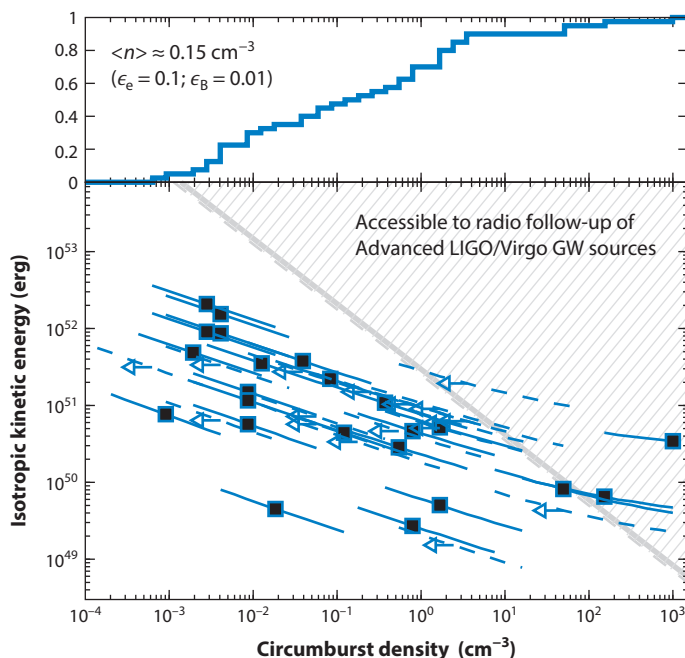 1
<n> ≈ 0.15 cm⁻³
(ϵₑ = 0.1; ϵ_B = 0.01)
0.8
0.6
0.4
0.2
0
Accessible to radio follow-up of
Advanced LIGO/Virgo GW sources
Isotropic kinetic energy (erg)
10⁵³
10⁵²
10⁵¹
10⁵⁰
10⁴⁹
10⁻⁴ 10⁻³ 10⁻² 10⁻¹ 10⁰ 10¹ 10² 10³
Circumburst density (cm⁻³)